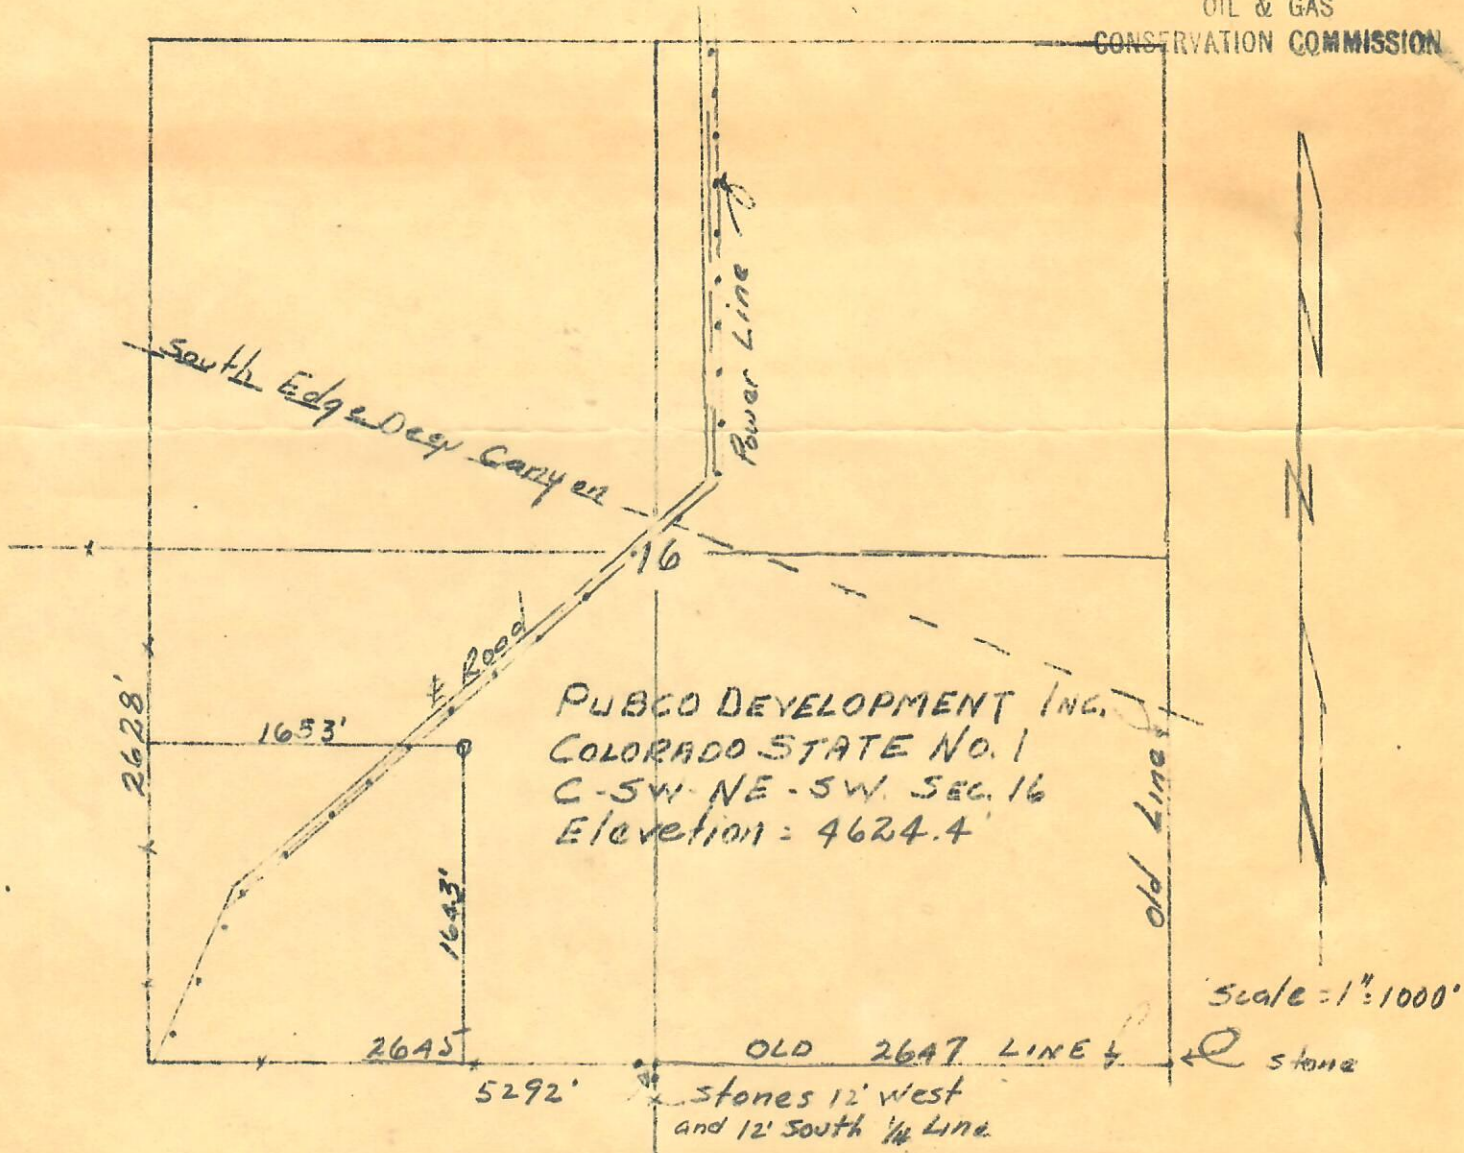 OIL & GAS
CONSERVATION COMMISSION
Power Line
South Edge Deep Canyon
16
Road
2628'
1653'
PUBCO DEVELOPMENT INC.
COLORADO STATE NO. 1
C-SW-NE-SW. SEC. 16
Elevation = 4624.4'
1643'
Old Line
N
Scale = 1":1000'
2645'
OLD 2647 LINE
stone
5292'
stones 12' west
and 12' South 1/4 Line